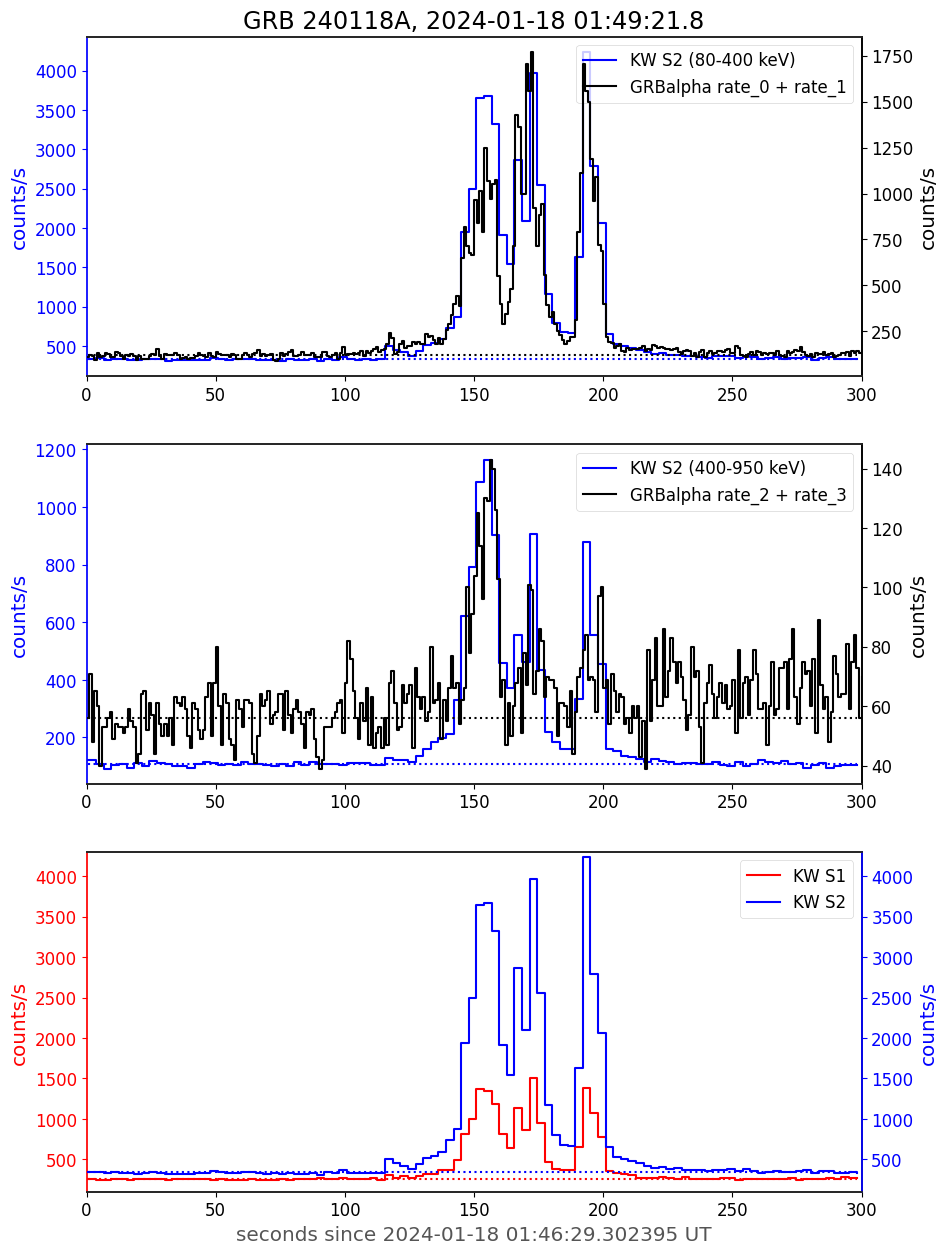 GRB 240118A, 2024-01-18 01:49:21.8
KW S2 (80-400 keV)
GRBalpha rate_0 + rate_1
counts/s
4000
3500
3000
2500
2000
1500
1000
500
1750
1500
1250
1000
750
500
250
counts/s
0 50 100 150 200 250 300
KW S2 (400-950 keV)
GRBalpha rate_2 + rate_3
counts/s
1200
1000
800
600
400
200
140
120
100
80
60
40
counts/s
0 50 100 150 200 250 300
KW S1
KW S2
counts/s
4000
3500
3000
2500
2000
1500
1000
500
4000
3500
3000
2500
2000
1500
1000
500
counts/s
0 50 100 150 200 250 300
seconds since 2024-01-18 01:46:29.302395 UT